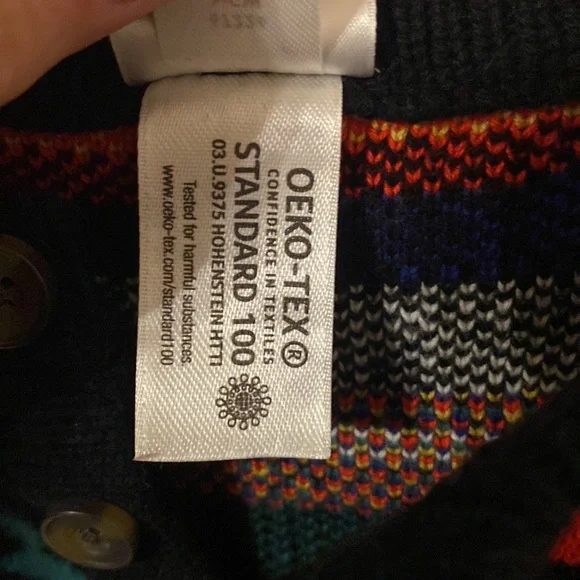 OEKO-TEX®
CONFIDENCE IN TEXTILES
STANDARD 100
03.U.9375 HOHENSTEIN HTTI
Tested for harmful substances.
www.oeko-tex.com/standard100